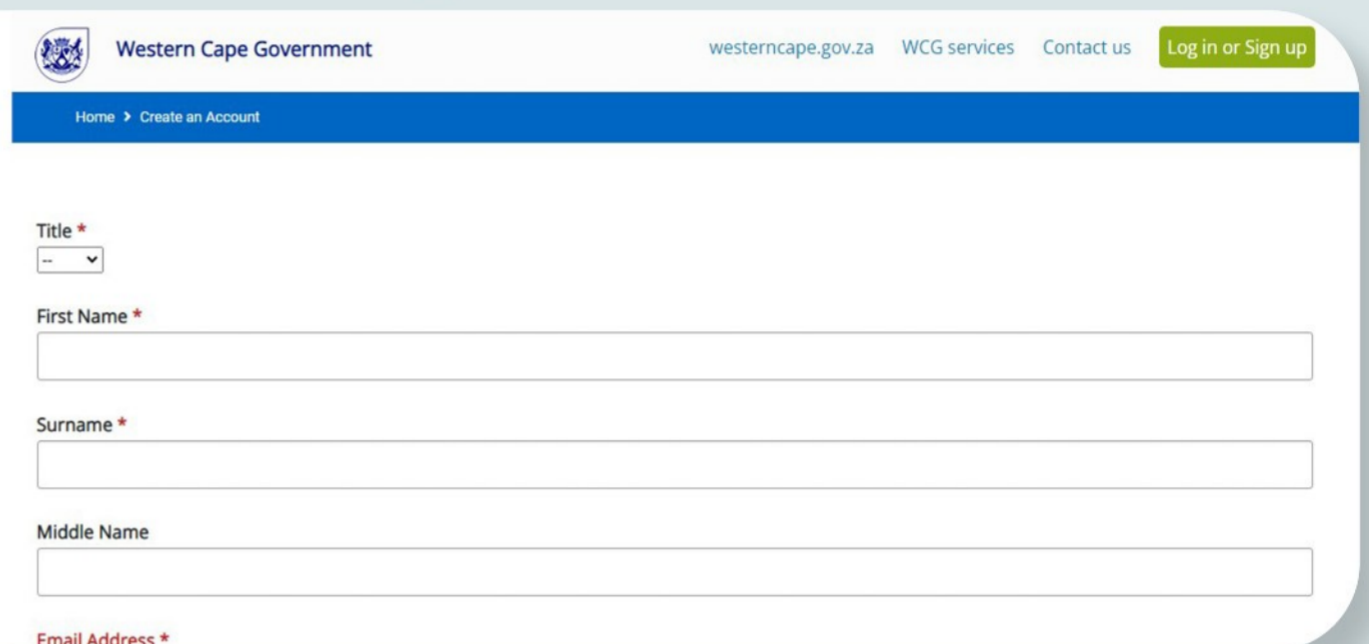 Western Cape Government westerncape.gov.za WCG services Contact us Log in or Sign up
Home > Create an Account
Title *
--
First Name *
Surname *
Middle Name
Email Address *